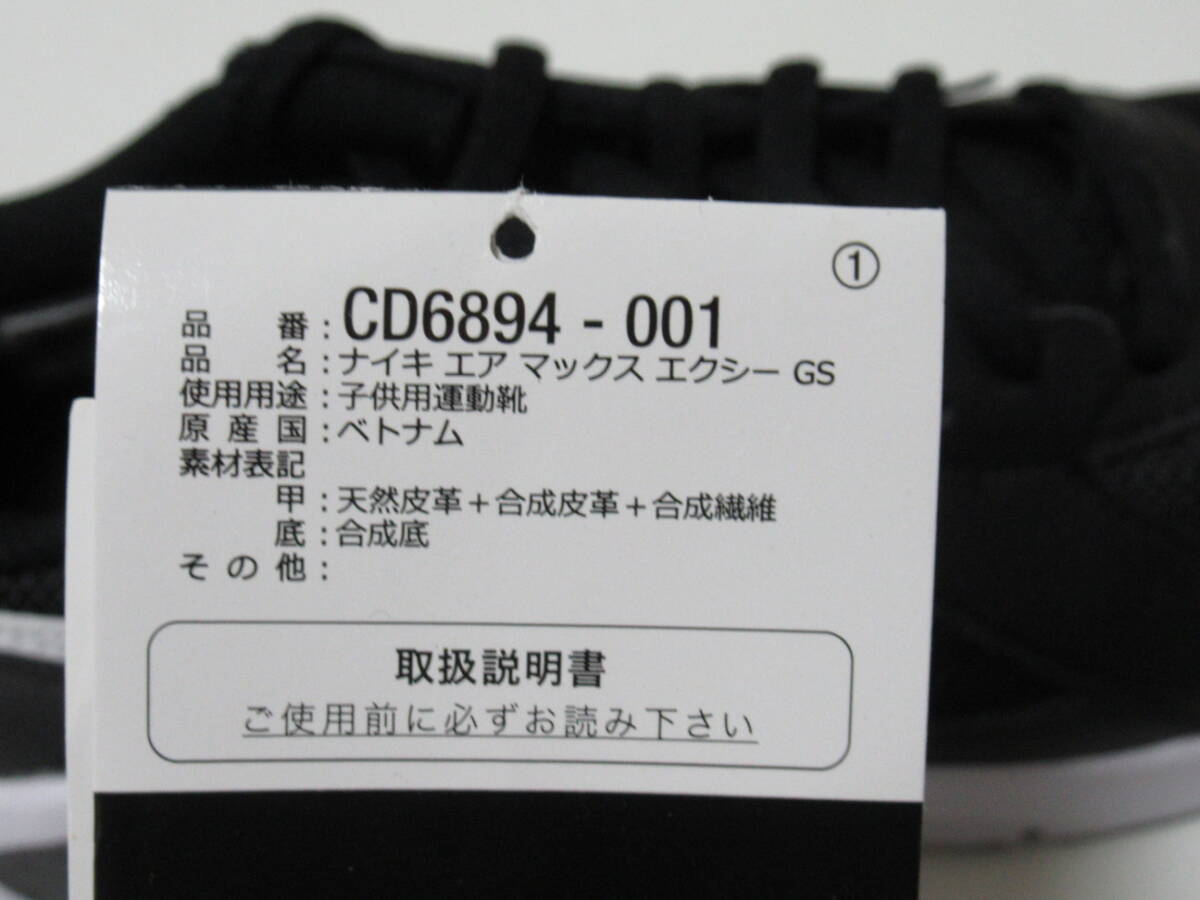 ①
品番：CD6894 - 001
品名：ナイキ エア マックス エクシー GS
使用用途：子供用運動靴
原産国：ベトナム
素材表記
甲：天然皮革＋合成皮革＋合成繊維
底：合成底
その他：
取扱説明書
ご使用前に必ずお読み下さい